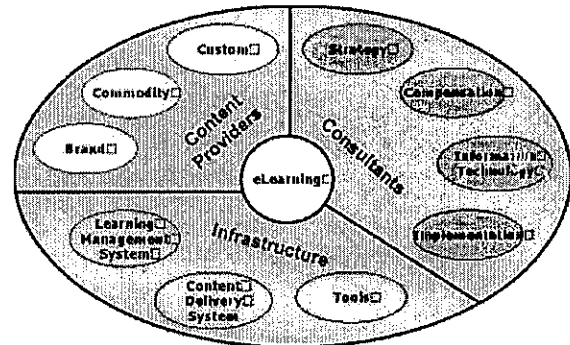 Custom
Commodity
Brand
Content
Providers
Strategy
Compensation
Information
Technology
Implementation
Consultants
eLearning
Infrastructure
Learning
Management
System
Content
Delivery
System
Tools